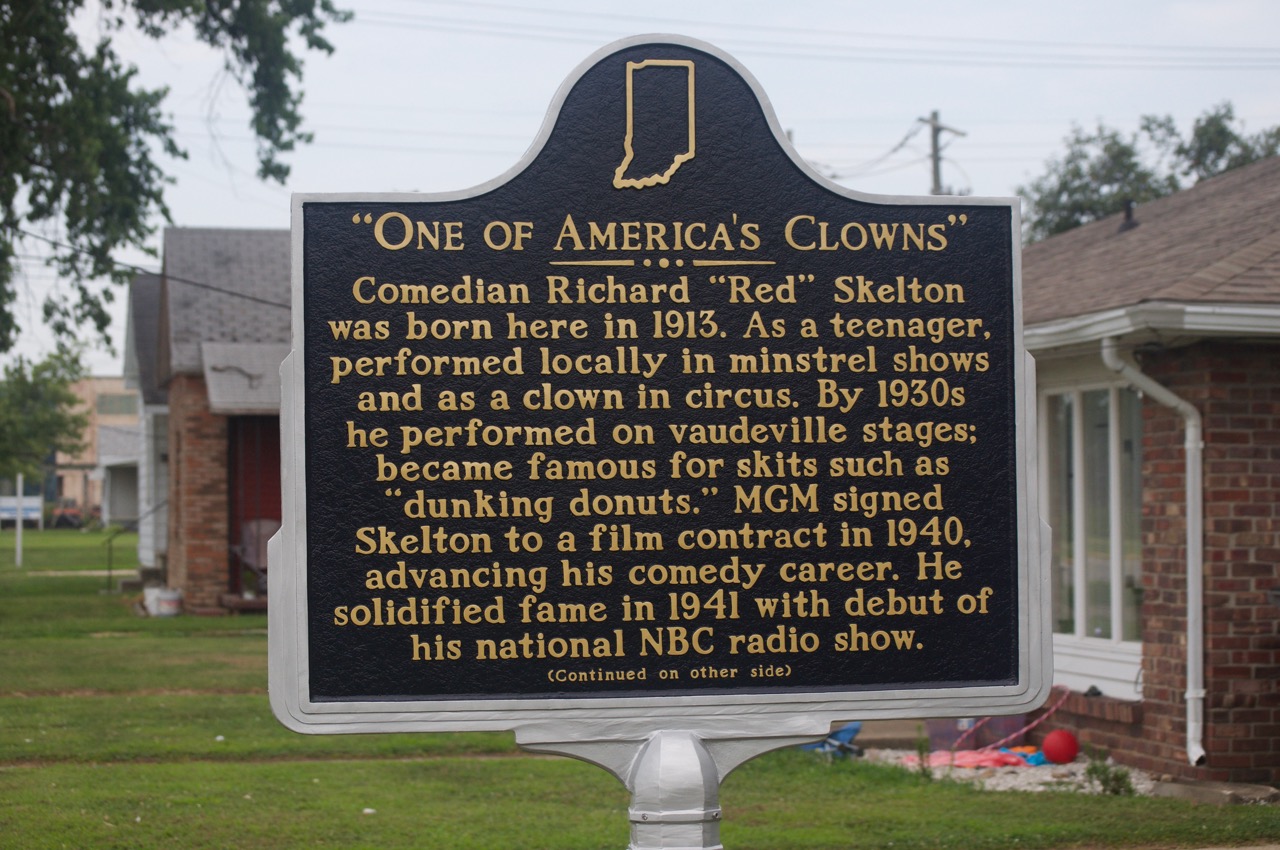 “One of America's Clowns”
Comedian Richard “Red” Skelton
was born here in 1913. As a teenager,
performed locally in minstrel shows
and as a clown in circus. By 1930s
he performed on vaudeville stages;
became famous for skits such as
“dunking donuts.” MGM signed
Skelton to a film contract in 1940,
advancing his comedy career. He
solidified fame in 1941 with debut of
his national NBC radio show.
(Continued on other side)